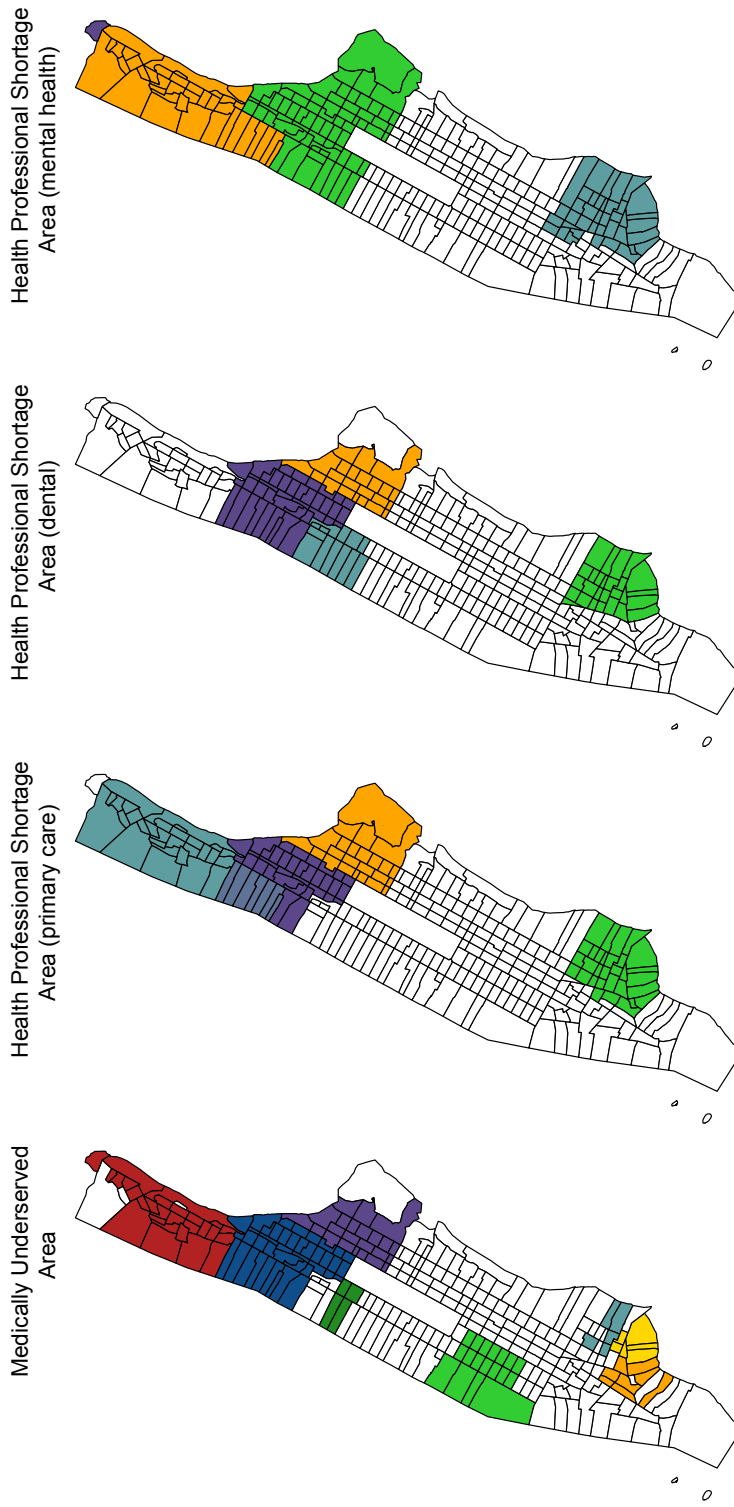 Health Professional Shortage
Area (mental health)
Health Professional Shortage
Area (dental)
Health Professional Shortage
Area (primary care)
Medically Underserved
Area